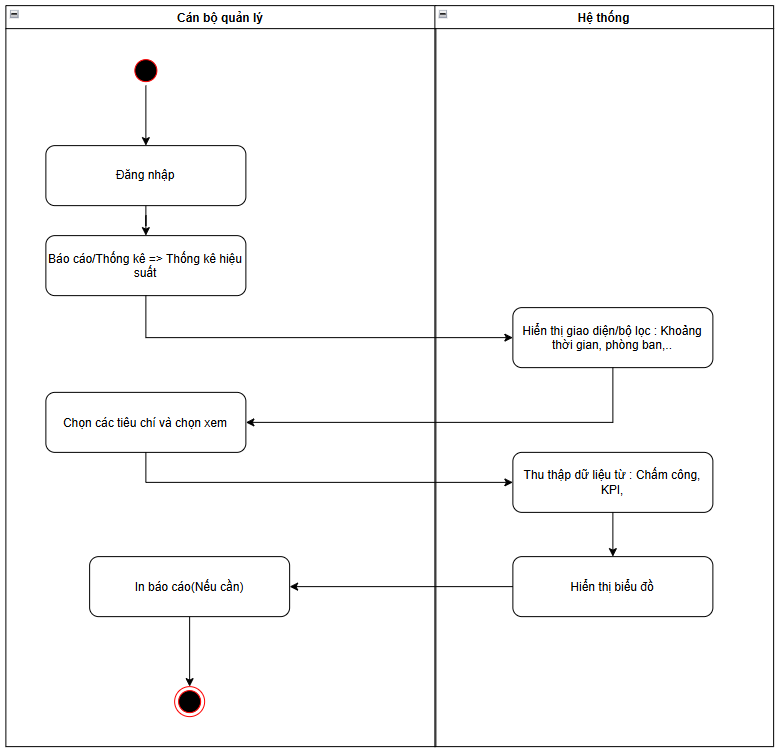 Cán bộ quản lý
Hệ thống
Đăng nhập
Báo cáo/Thống kê => Thống kê hiệu
suất
Hiển thị giao diện/bộ lọc : Khoảng
thời gian, phòng ban,..
Chọn các tiêu chí và chọn xem
Thu thập dữ liệu từ : Chấm công,
KPI,
In báo cáo(Nếu cần)
Hiển thị biểu đồ